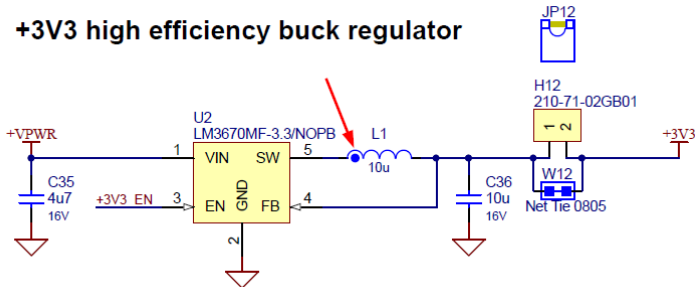 +3V3 high efficiency buck regulator
JP12
H12
210-71-02GB01
1 2
U2
LM3670MF-3.3/NOPB
L1
10u
+VPWR
+3V3
1 VIN SW 5
C35
4u7
16V
+3V3_EN
3 EN GND FB 4
2
C36
10u
16V
W12
Net Tie 0805